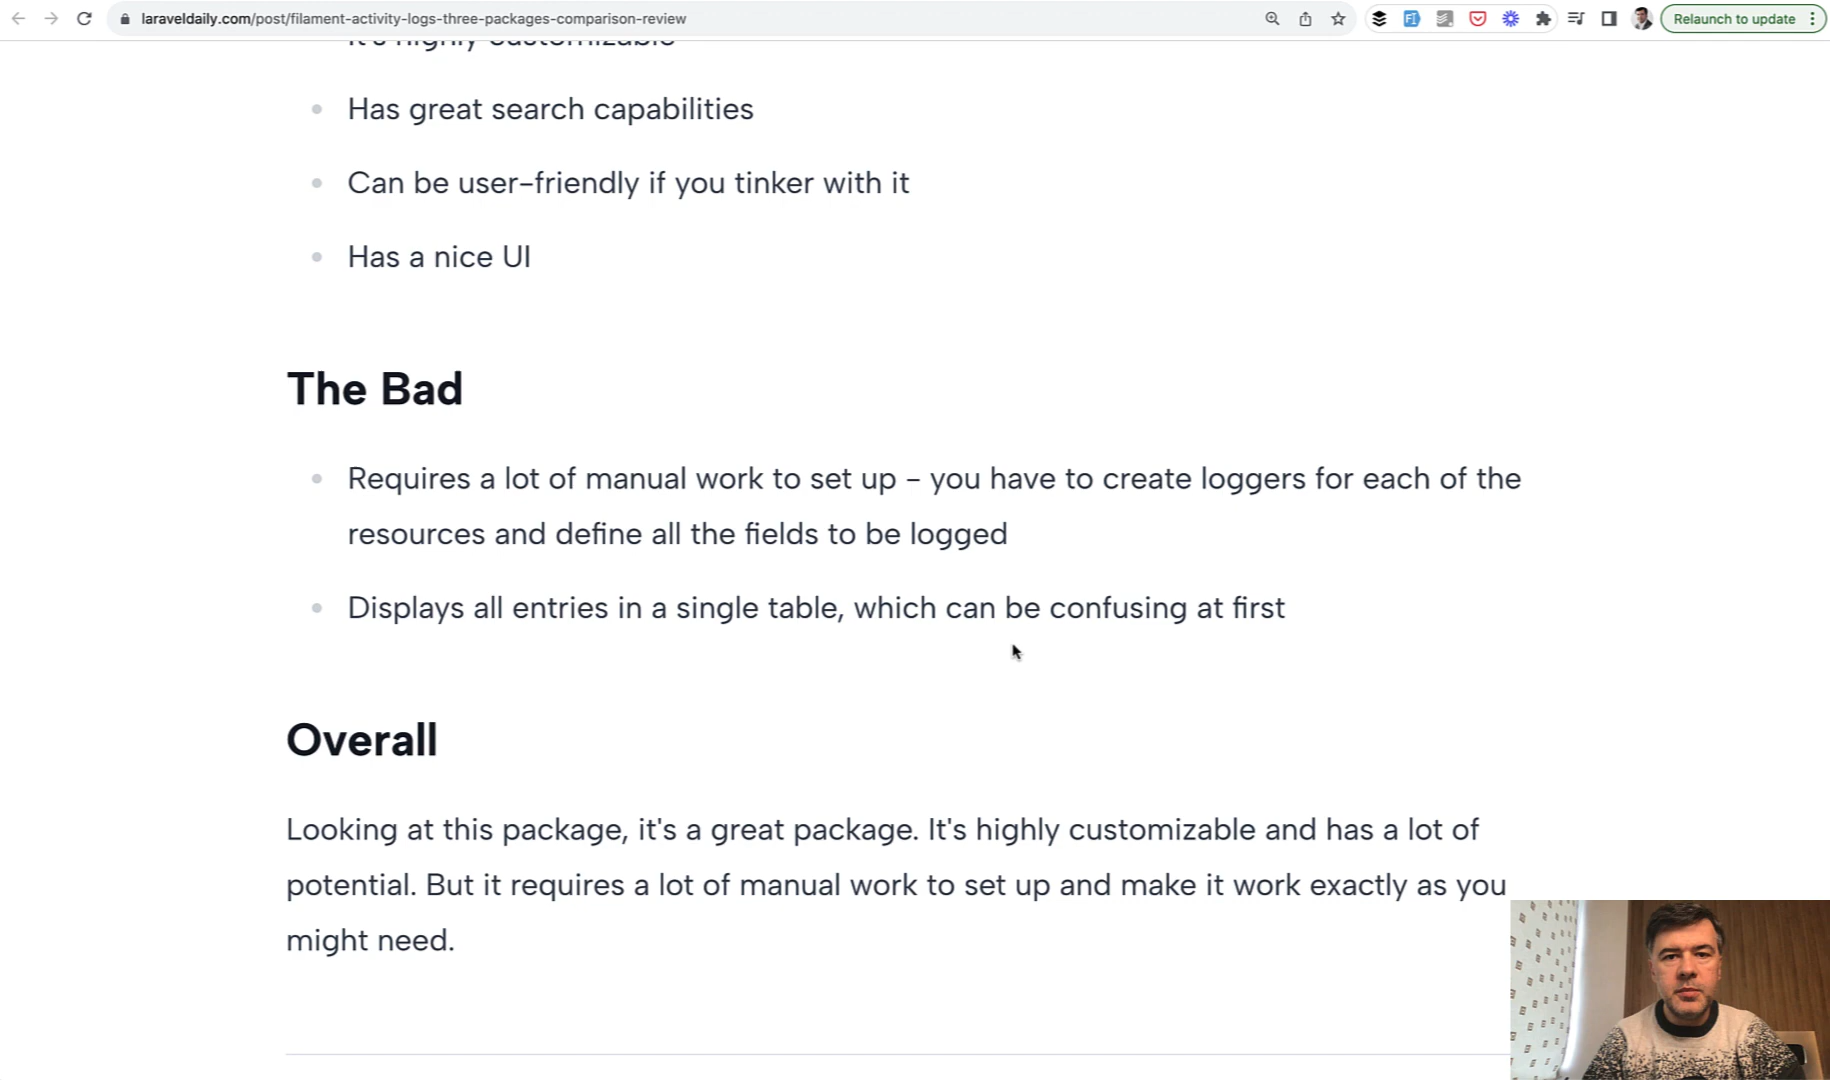 laraveldaily.com/post/filament-activity-logs-three-packages-comparison-review
Relaunch to update
It's highly customizable
Has great search capabilities
Can be user-friendly if you tinker with it
Has a nice UI
The Bad
Requires a lot of manual work to set up - you have to create loggers for each of the
resources and define all the fields to be logged
Displays all entries in a single table, which can be confusing at first
Overall
Looking at this package, it's a great package. It's highly customizable and has a lot of
potential. But it requires a lot of manual work to set up and make it work exactly as you
might need.